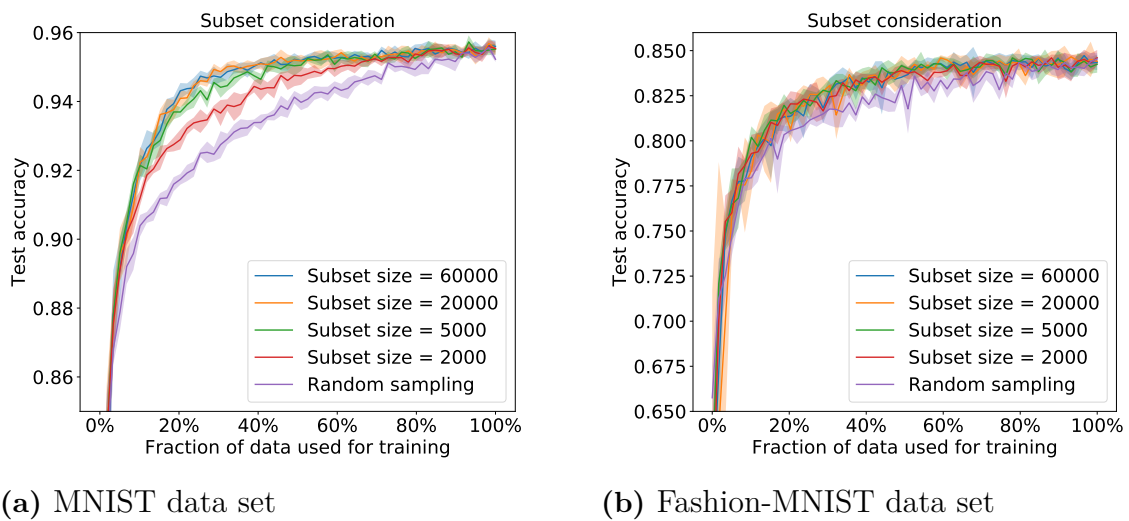 Subset consideration
0.96
0.94
0.92
0.90
0.88
0.86
Test accuracy
Subset size = 60000
Subset size = 20000
Subset size = 5000
Subset size = 2000
Random sampling
0% 20% 40% 60% 80% 100%
Fraction of data used for training
(a) MNIST data set
Subset consideration
0.850
0.825
0.800
0.775
0.750
0.725
0.700
0.675
0.650
Test accuracy
Subset size = 60000
Subset size = 20000
Subset size = 5000
Subset size = 2000
Random sampling
0% 20% 40% 60% 80% 100%
Fraction of data used for training
(b) Fashion-MNIST data set